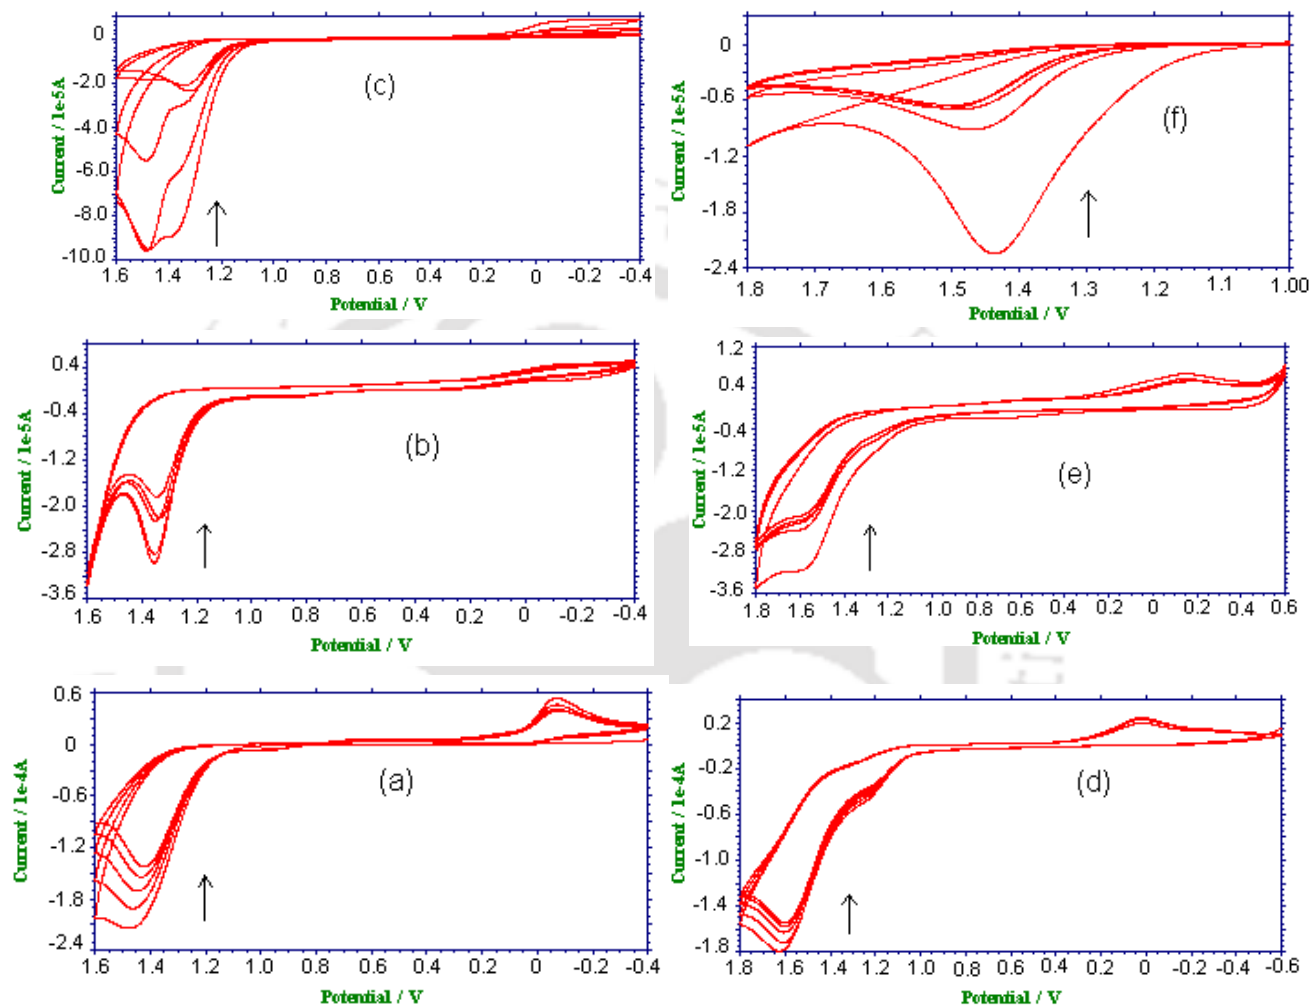 0
-2.0
-4.0
-6.0
-8.0
-10.0
Current / 1e-5A
(c)
1.6 1.4 1.2 1.0 0.8 0.6 0.4 0.2 0 -0.2 -0.4
Potential / V
0
-0.6
-1.2
-1.8
-2.4
Current / 1e-5A
(f)
1.8 1.7 1.6 1.5 1.4 1.3 1.2 1.1 1.00
Potential / V
0.4
-0.4
-1.2
-2.0
-2.8
-3.6
Current / 1e-5A
(b)
1.6 1.4 1.2 1.0 0.8 0.6 0.4 0.2 0 -0.2 -0.4
Potential / V
1.2
0.4
-0.4
-1.2
-2.0
-2.8
-3.6
Current / 1e-5A
(e)
1.8 1.6 1.4 1.2 1.0 0.8 0.6 0.4 0.2 0 0.2 0.4 0.6
Potential / V
0.6
0
-0.6
-1.2
-1.8
-2.4
Current / 1e-4A
(a)
1.6 1.4 1.2 1.0 0.8 0.6 0.4 0.2 0 -0.2 -0.4
Potential / V
0.2
-0.2
-0.6
-1.0
-1.4
-1.8
Current / 1e-4A
(d)
1.8 1.6 1.4 1.2 1.0 0.8 0.6 0.4 0.2 0 -0.2 -0.4 -0.6
Potential / V